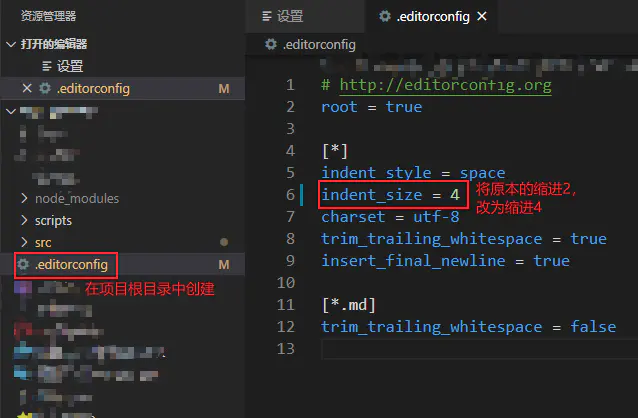 资源管理器
打开的编辑器
设置
.editorconfig M
node_modules
scripts
src
.editorconfig M
在项目根目录中创建
设置
.editorconfig
.editorconfig
1 # http://editorconfig.org
2 root = true
3
4 [*]
5 indent_style = space
6 indent_size = 4
将原本的缩进2,
改为缩进4
7 charset = utf-8
8 trim_trailing_whitespace = true
9 insert_final_newline = true
10
11 [*.md]
12 trim_trailing_whitespace = false
13